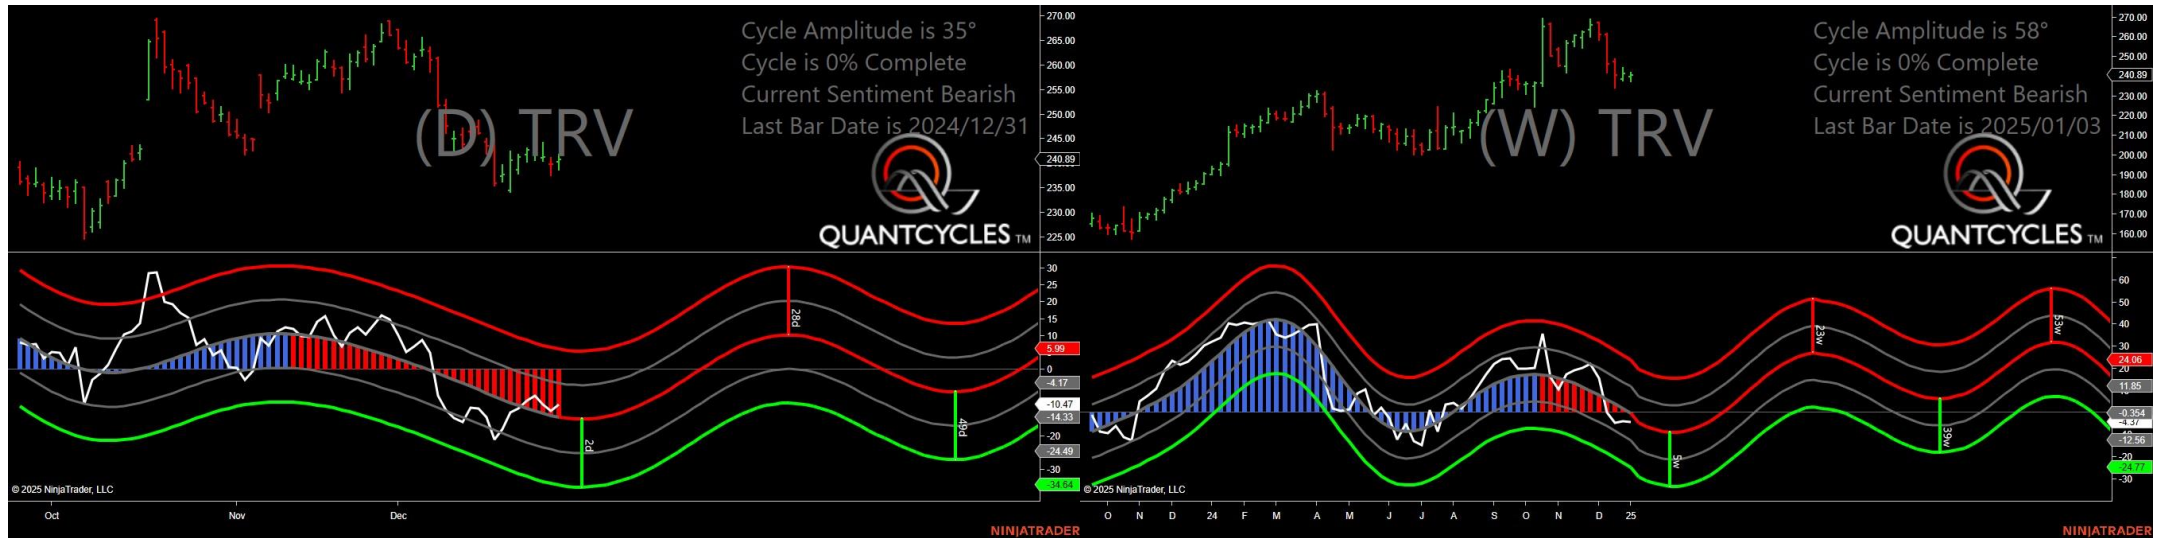 Cycle Amplitude is 35°
Cycle is 0% Complete
Current Sentiment Bearish
Last Bar Date is 2024/12/31
(D) TRV
QUANTCYCLES TM
270.00
265.00
260.00
255.00
250.00
245.00
240.89
235.00
230.00
225.00
30
25
20
15
10
5.99
0
-4.17
-10.47
-14.33
-20
-24.49
-30
-34.64
28d
2d
49d
© 2025 NinjaTrader, LLC
Oct Nov Dec
NINJATRADER
Cycle Amplitude is 58°
Cycle is 0% Complete
Current Sentiment Bearish
Last Bar Date is 2025/01/03
(W) TRV
QUANTCYCLES TM
270.00
260.00
250.00
240.89
230.00
220.00
210.00
200.00
190.00
180.00
170.00
160.00
60
50
40
30
24.06
20
11.85
-0.354
-4.37
-12.56
-20
-24.77
-30
23w
53w
5w
39w
© 2025 NinjaTrader, LLC
O N D 24 F M A M J J A S O N D 25
NINJATRADER